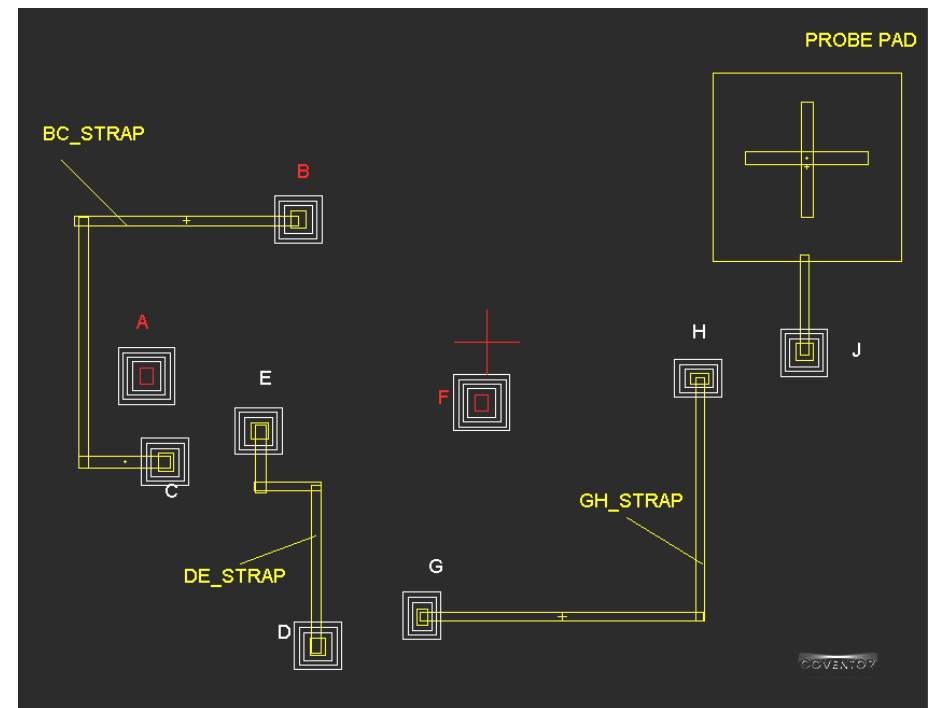 PROBE PAD
BC_STRAP
B
A
H
J
E
F
C
GH_STRAP
G
DE_STRAP
D
COVENTOR